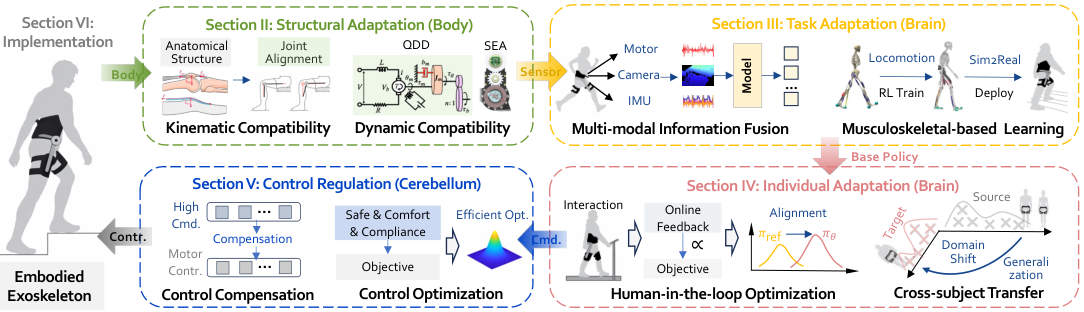 Section VI:
Implementation
Body
Section II: Structural Adaptation (Body)
Anatomical
Structure
Joint
Alignment
QDD
SEA
Kinematic Compatibility
Dynamic Compatibility
Sensor
Section III: Task Adaptation (Brain)
Motor
Camera
IMU
Model
...
Locomotion
RL Train
Sim2Real
Deploy
Multi-modal Information Fusion
Musculoskeletal-based Learning
Base Policy
Section IV: Individual Adaptation (Brain)
Interaction
Online
Feedback
∝
Objective
Alignment
π_ref
π_θ
Target
Source
Domain
Shift
Generali
zation
Human-in-the-loop Optimization
Cross-subject Transfer
Cmd.
Section V: Control Regulation (Cerebellum)
High
Cmd.
...
Compensation
Motor
Contr.
...
Safe & Comfort
& Compliance
Objective
Efficient Opt.
Control Compensation
Control Optimization
Contr.
Embodied
Exoskeleton